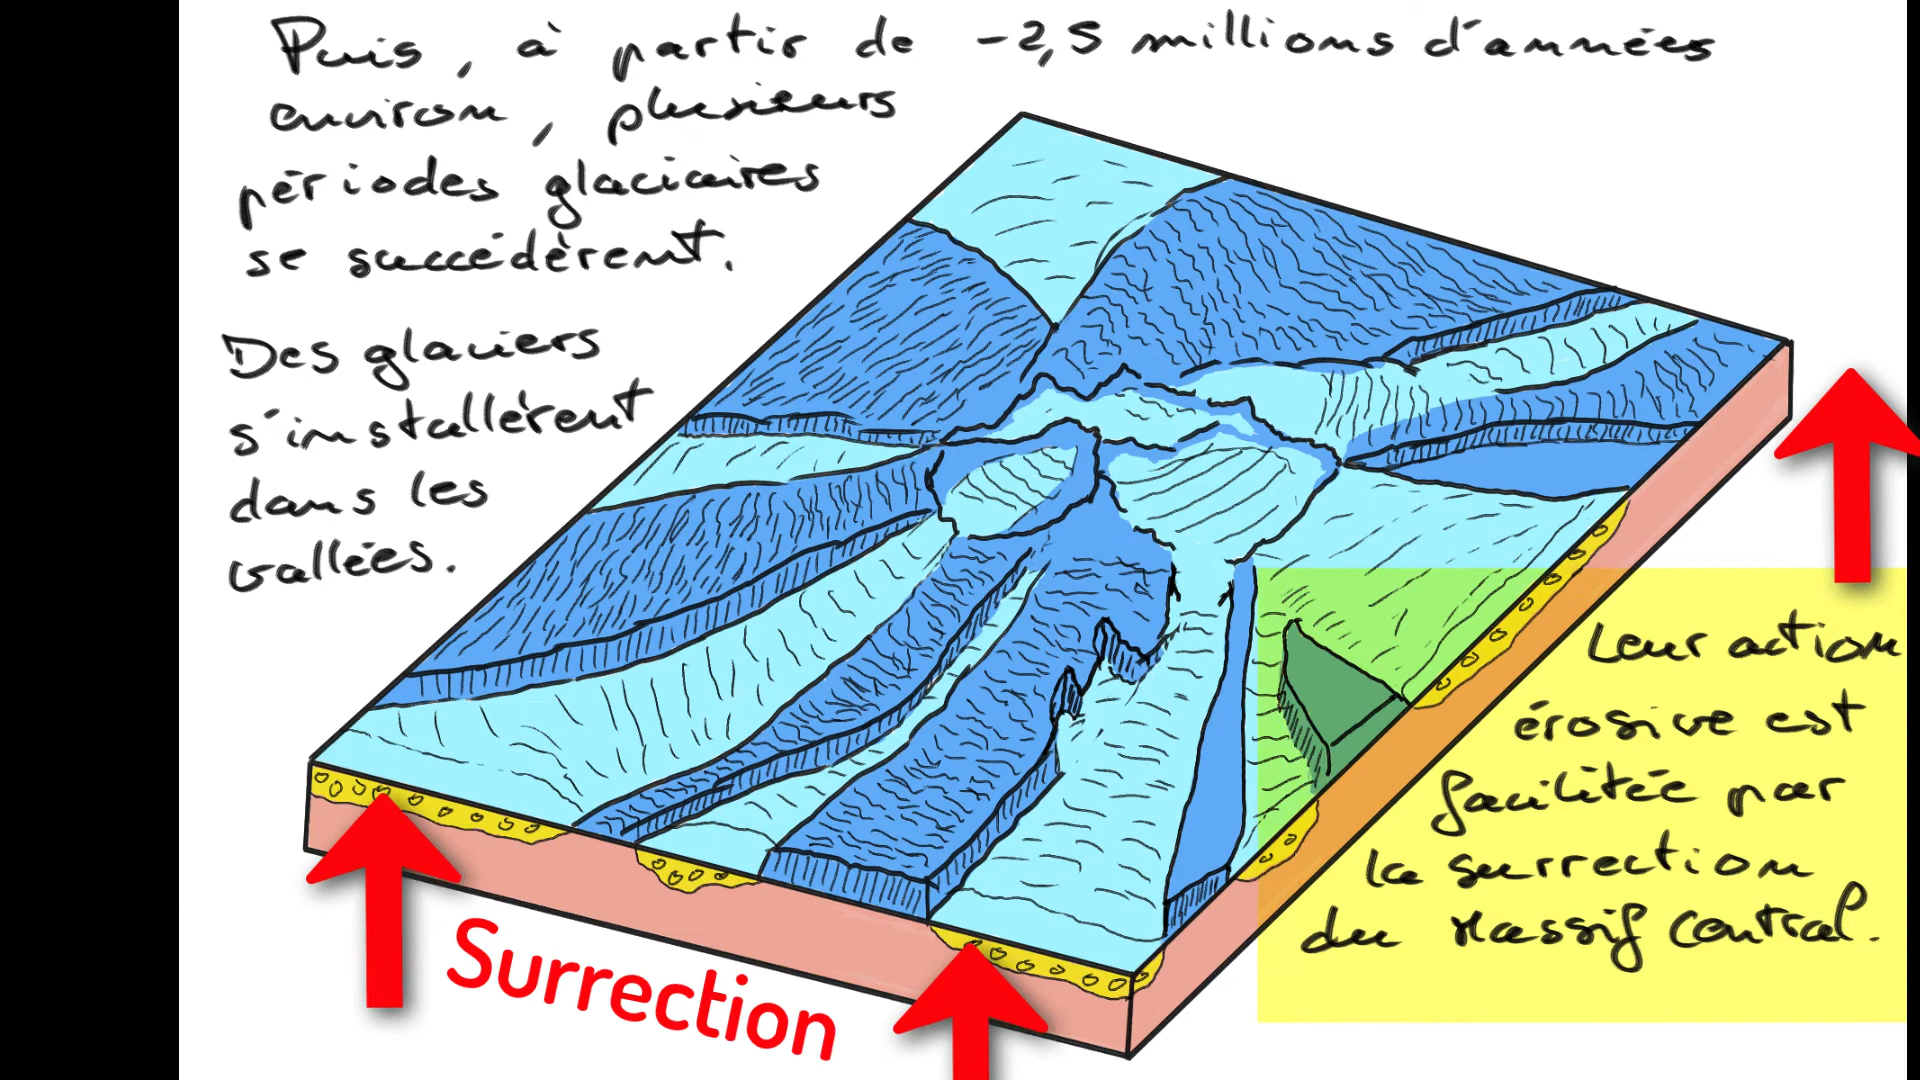 Puis, à partir de -2,5 millions d'années
environ, plusieurs
périodes glaciaires
se succédèrent.
Des glaciers
s'installèrent
dans les
vallées.
Leur action
érosive est
facilitée par
la surrection
du Massif Central.
Surrection